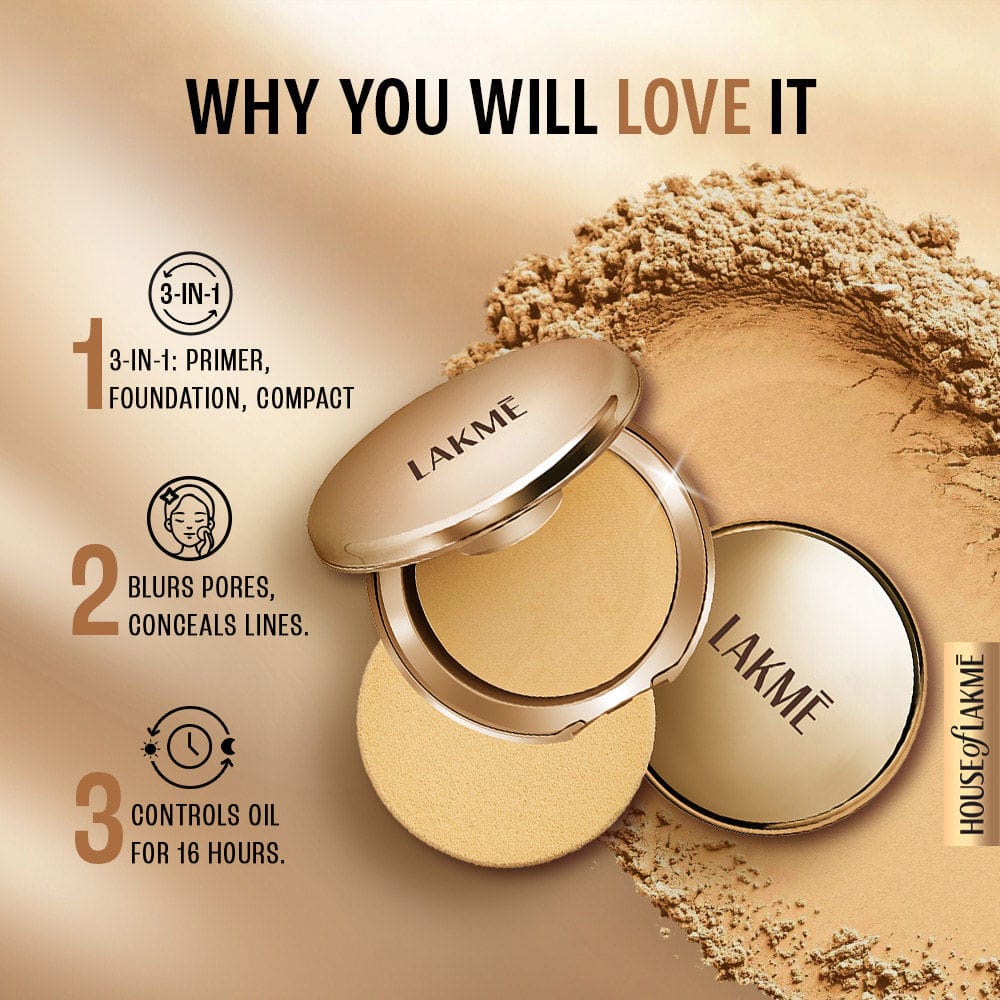 WHY YOU WILL LOVE IT
3-IN-1
1
3-IN-1: PRIMER,
FOUNDATION, COMPACT
2
BLURS PORES,
CONCEALS LINES.
3
CONTROLS OIL
FOR 16 HOURS.
LAKMĒ
LAKMĒ
HOUSE of LAKMĒ